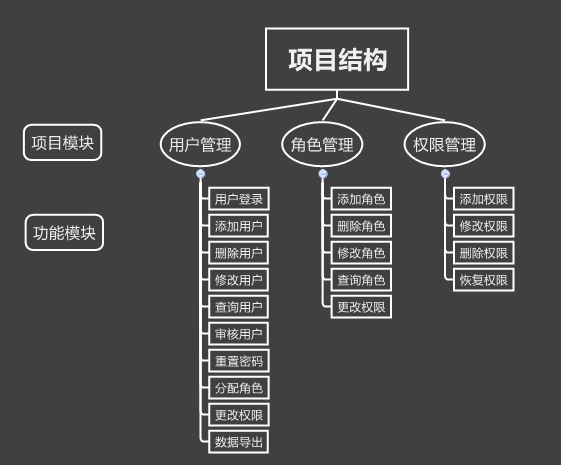 项目结构
项目模块
用户管理
角色管理
权限管理
功能模块
用户登录
添加用户
删除用户
修改用户
查询用户
审核用户
重置密码
分配角色
更改权限
数据导出
添加角色
删除角色
修改角色
查询角色
更改权限
添加权限
修改权限
删除权限
恢复权限